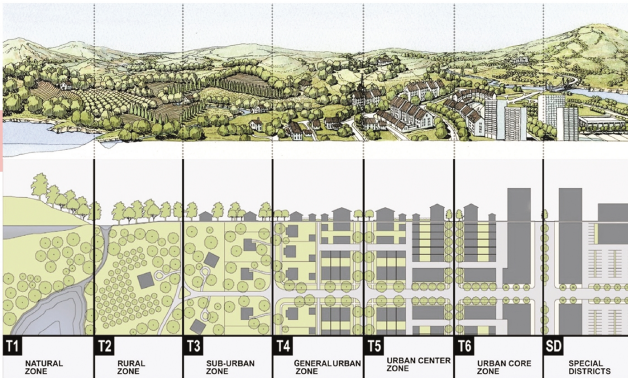 T1
NATURAL
ZONE
T2
RURAL
ZONE
T3
SUB-URBAN
ZONE
T4
GENERAL URBAN
ZONE
T5
URBAN CENTER
ZONE
T6
URBAN CORE
ZONE
SD
SPECIAL
DISTRICTS